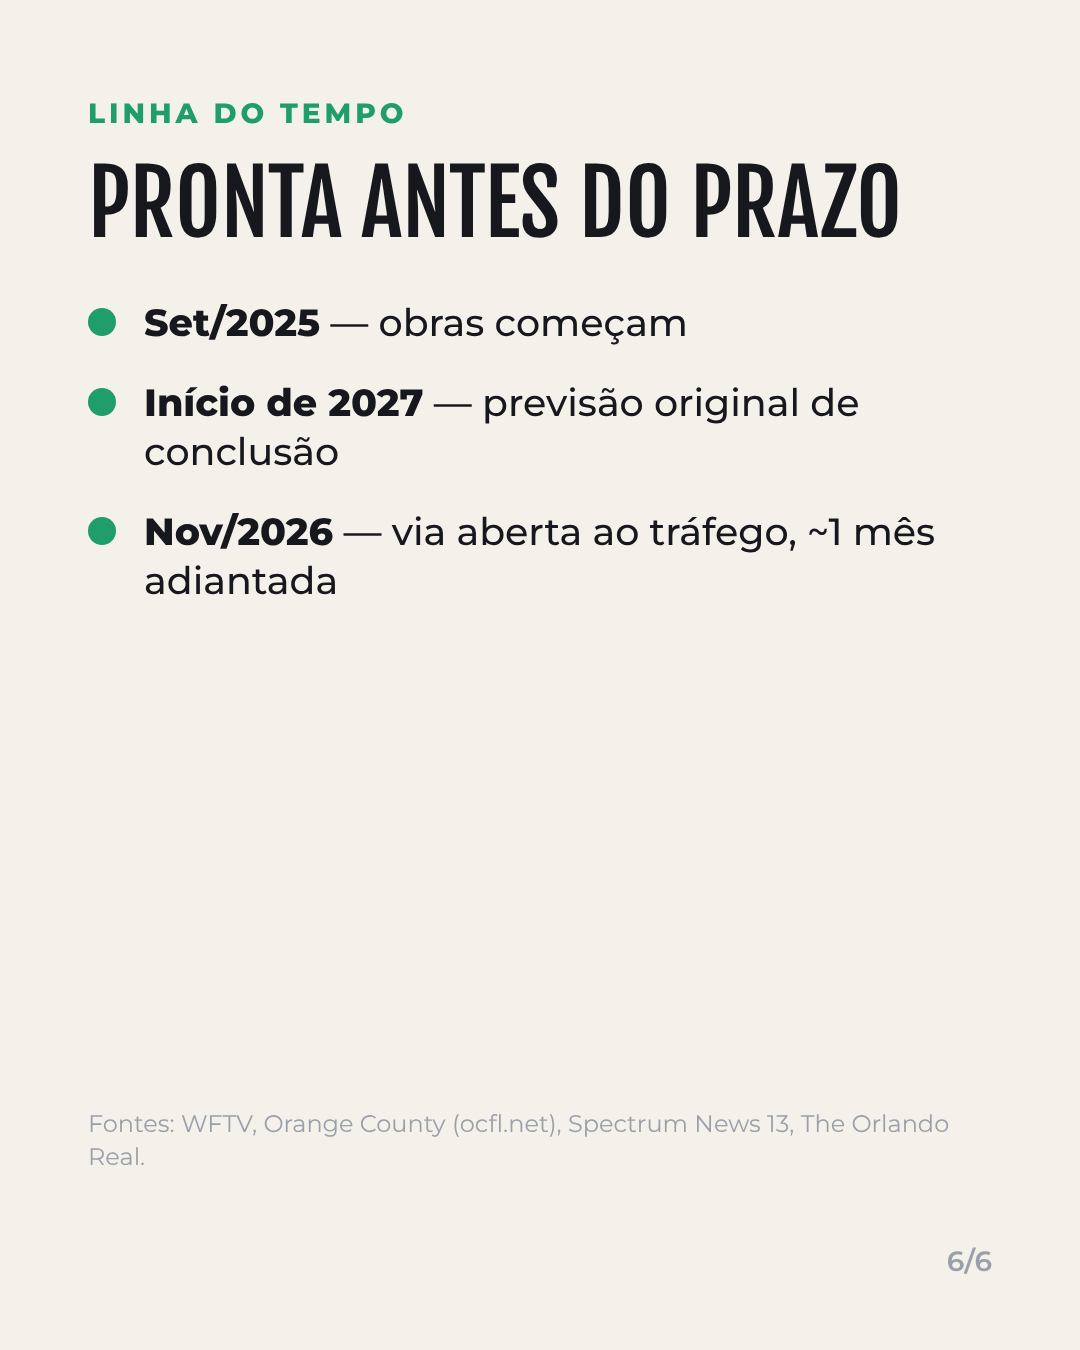 LINHA DO TEMPO
PRONTA ANTES DO PRAZO
Set/2025 — obras começam
Início de 2027 — previsão original de
conclusão
Nov/2026 — via aberta ao tráfego, ~1 mês
adiantada
Fontes: WFTV, Orange County (ocfl.net), Spectrum News 13, The Orlando
Real.
6/6